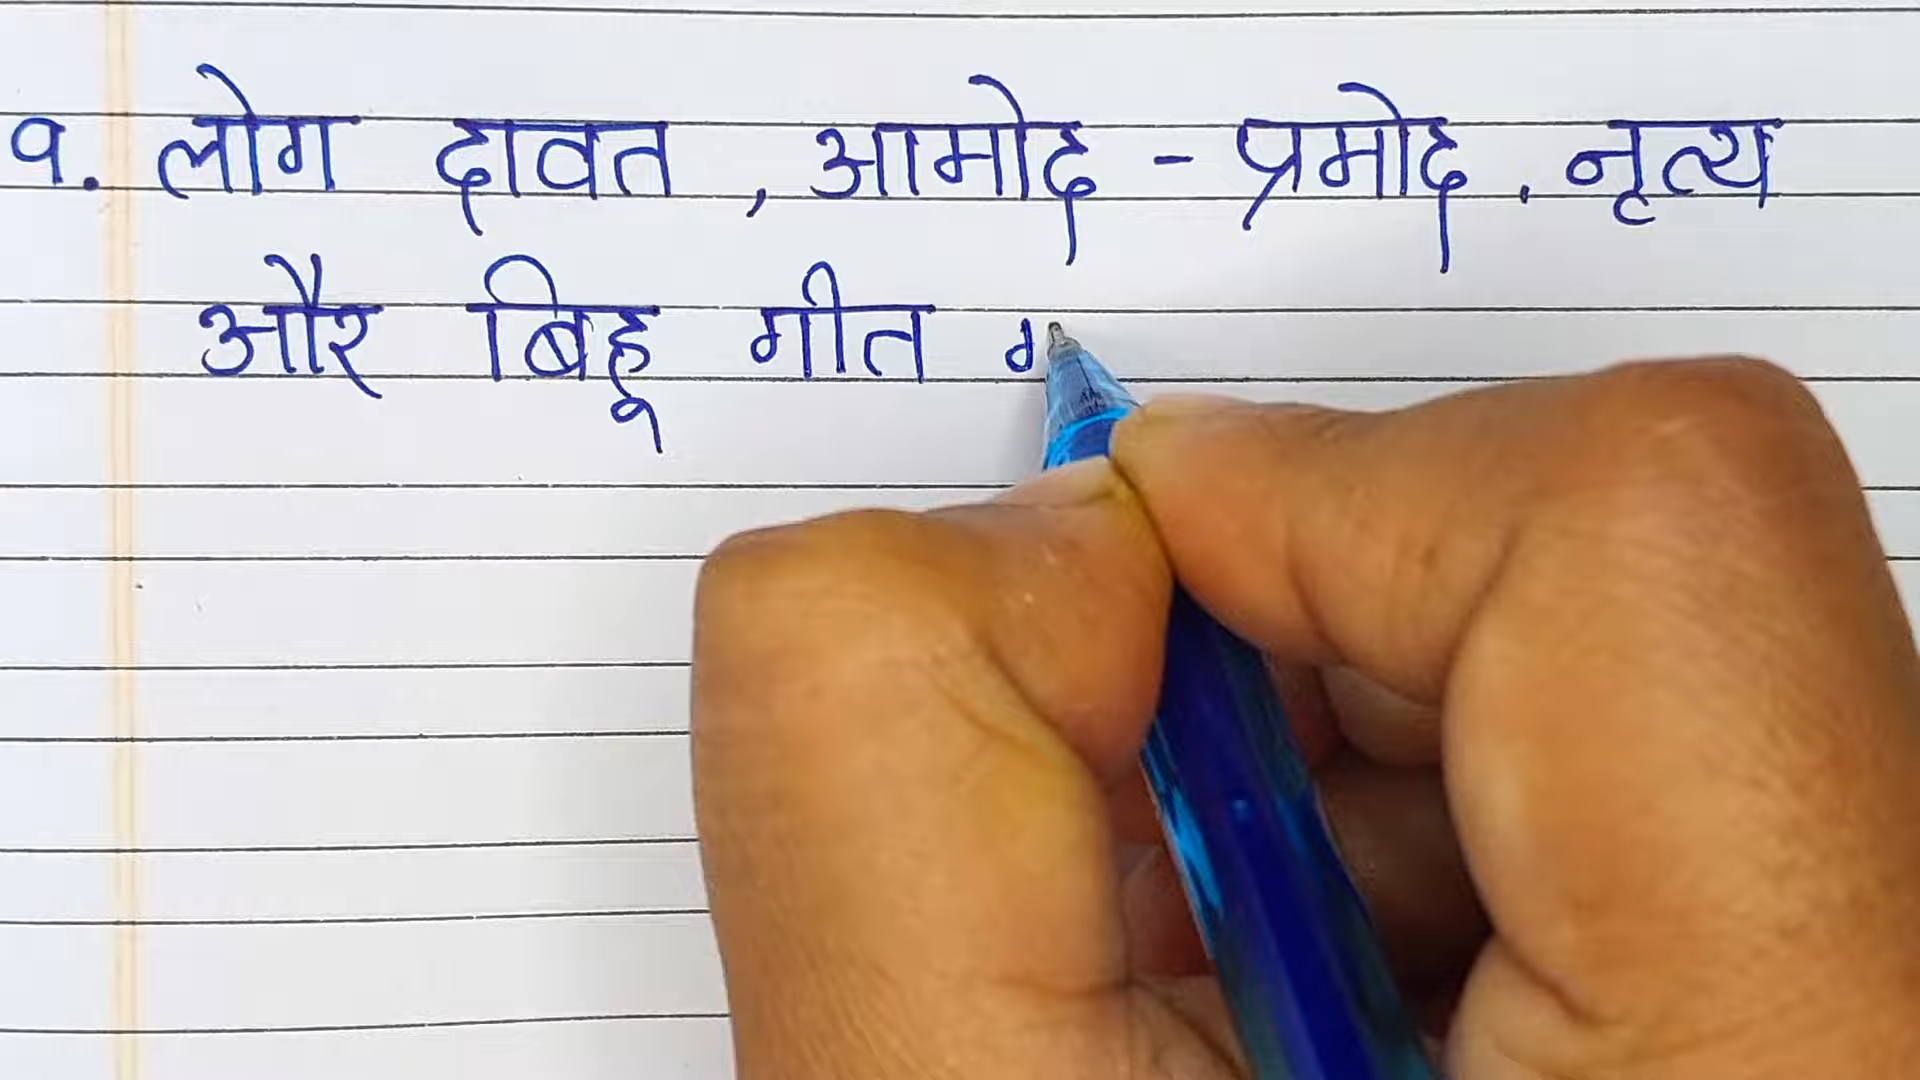 १. लोग दावत, आमोद - प्रमोद, नृत्य
और बिहू गीत